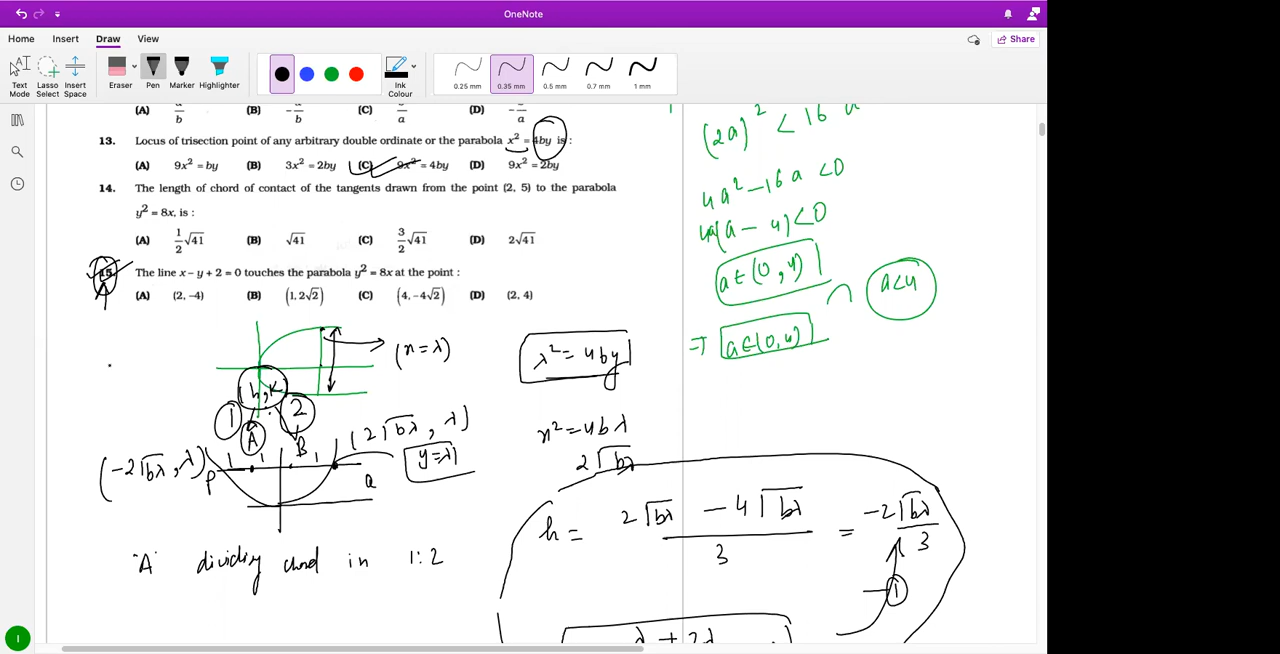 OneNote
Home Insert Draw View
Share
Text Mode
Lasso Select
Insert Space
Eraser
Pen
Marker
Highlighter
Ink Colour
0.25 mm
0.35 mm
0.5 mm
0.7 mm
1 mm
(A) b (B) - b (C) a (D) - a
13. Locus of trisection point of any arbitrary double ordinate or the parabola x² = 4by is :
(A) 9x² = by (B) 3x² = 2by (C) 9x² = 4by (D) 9x² = 2by
14. The length of chord of contact of the tangents drawn from the point (2, 5) to the parabola
y² = 8x, is :
(A) 1/2 √41 (B) √41 (C) 3/2 √41 (D) 2√41
15. The line x – y + 2 = 0 touches the parabola y² = 8x at the point :
(A) (2, –4) (B) (1, 2√2) (C) (4, –4√2) (D) (2, 4)
(2a)² < 16a
4a² - 16a < 0
4a(a - 4) < 0
a ∈ (0, 4) ∩ a < 4
⇒ a ∈ (0, 4)
(x = λ)
λ² = 4by
(h, k)
1 2
A B
(2√bλ, λ)
x² = 4bλ
2√bλ
(-2√bλ, λ) P
1 1 1
y = λ
Q
h = 2√bλ - 4√bλ / 3 = -2√bλ / 3
- 1
"A" dividing chord in 1:2
λ + 2λ